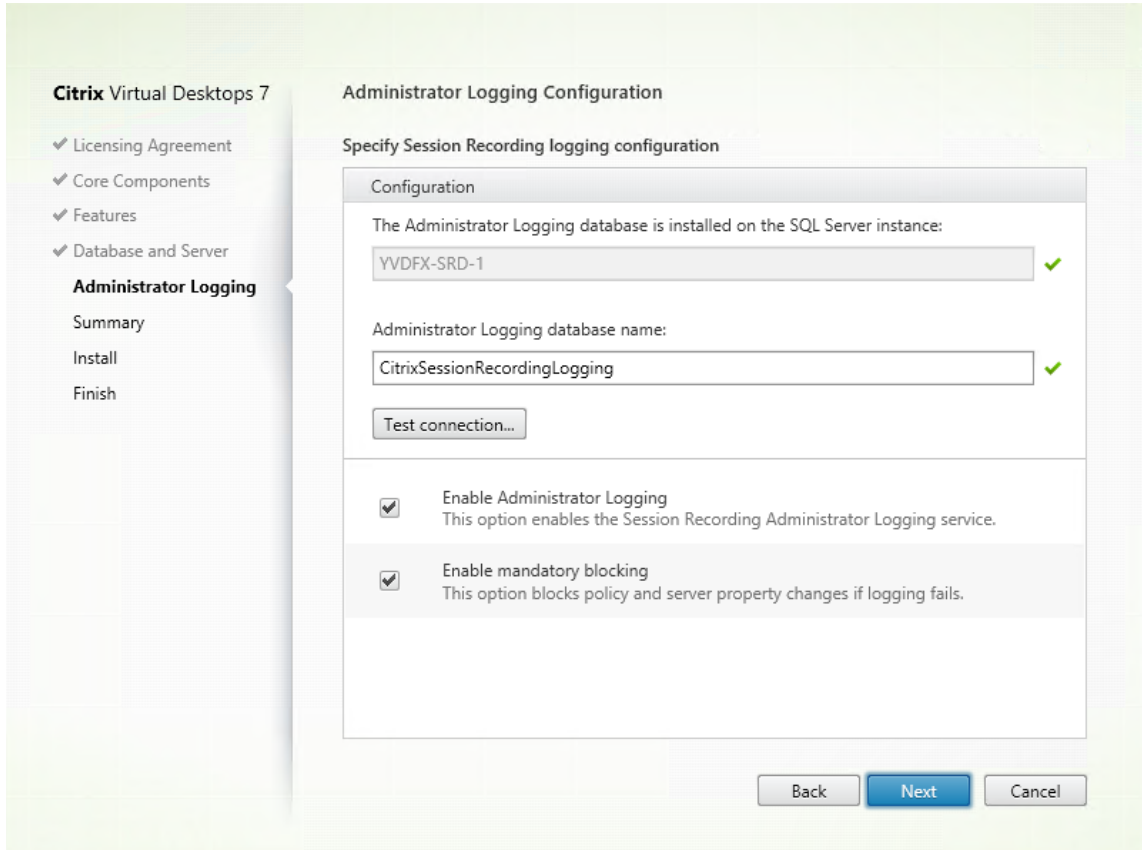 Citrix Virtual Desktops 7
Licensing Agreement
Core Components
Features
Database and Server
Administrator Logging
Summary
Install
Finish
Administrator Logging Configuration
Specify Session Recording logging configuration
Configuration
The Administrator Logging database is installed on the SQL Server instance:
YVDFX-SRD-1
Administrator Logging database name:
CitrixSessionRecordingLogging
Test connection...
Enable Administrator Logging
This option enables the Session Recording Administrator Logging service.
Enable mandatory blocking
This option blocks policy and server property changes if logging fails.
Back
Next
Cancel